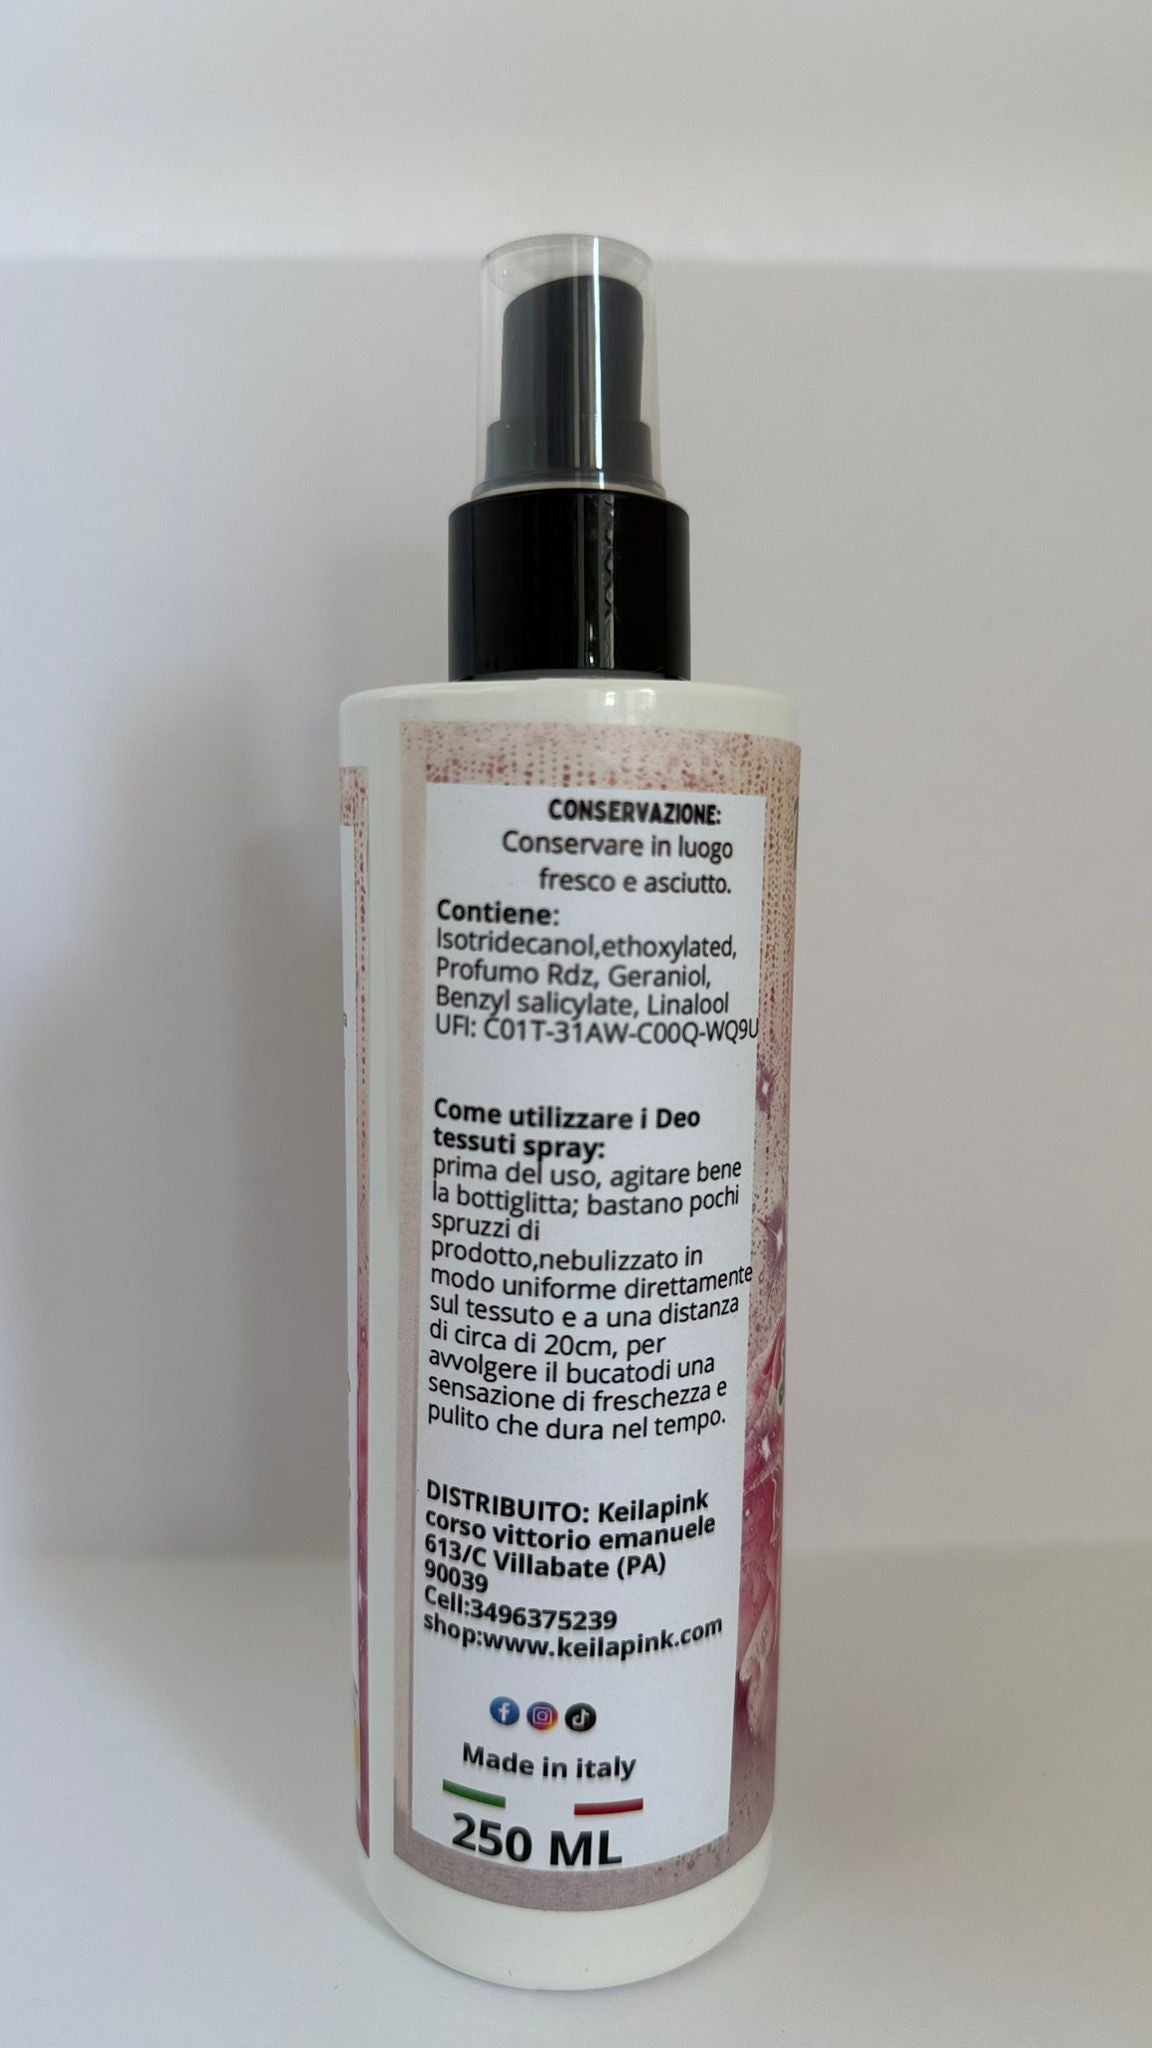 CONSERVAZIONE:
Conservare in luogo
fresco e asciutto.
Contiene:
Isotridecanol,ethoxylated,
Profumo Rdz, Geraniol,
Benzyl salicylate, Linalool
UFI: C01T-31AW-C00Q-WQ9U
Come utilizzare i Deo
tessuti spray:
prima del uso, agitare bene
la bottiglitta; bastano pochi
spruzzi di
prodotto,nebulizzato in
modo uniforme direttamente
sul tessuto e a una distanza
di circa di 20cm, per
avvolgere il bucatodi una
sensazione di freschezza e
pulito che dura nel tempo.
DISTRIBUITO: Keilapink
corso vittorio emanuele
613/C Villabate (PA)
90039
Cell:3496375239
shop:www.keilapink.com
Made in italy
250 ML